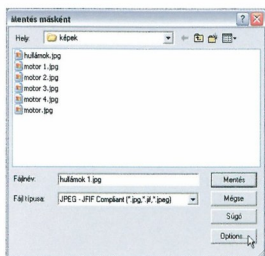 Mentés másként
Hely: képek
hullámok.jpg
motor 1.jpg
motor 2.jpg
motor 3.jpg
motor 4.jpg
motor.jpg
Fájlnév: hullámok 1.jpg Mentés
Fájl típusa: JPEG - JFIF Compliant (*.jpg,*.jif,*.jpeg) Mégse
Súgó
Options...